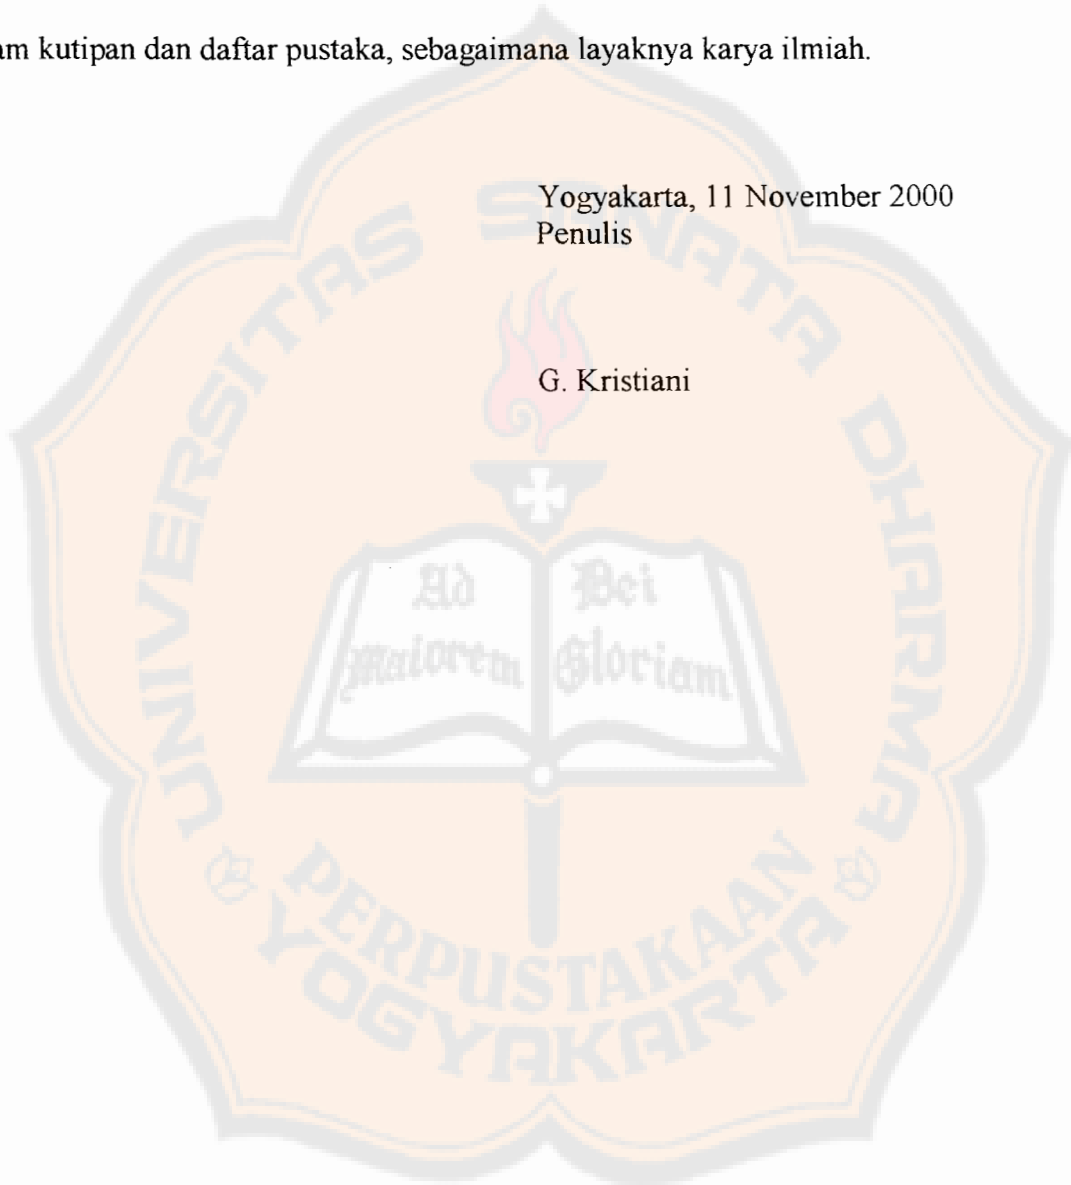 am kutipan dan daftar pustaka, sebagaimana layaknya karya ilmiah.
Yogyakarta, 11 November 2000
Penulis
G. Kristiani
UNIVERSITAS SANATA DHARMA
Ad Dei
Maiorem Gloriam
PERPUSTAKAAN
YOGYAKARTA